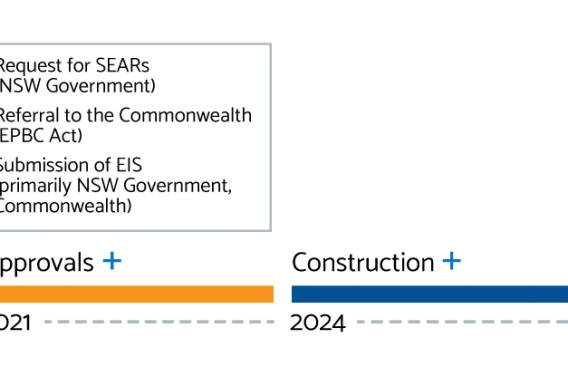 Request for SEARs
(NSW Government)
Referral to the Commonwealth
(EPBC Act)
Submission of EIS
(primarily NSW Government,
Commonwealth)
pprovals + Construction +
021 2024